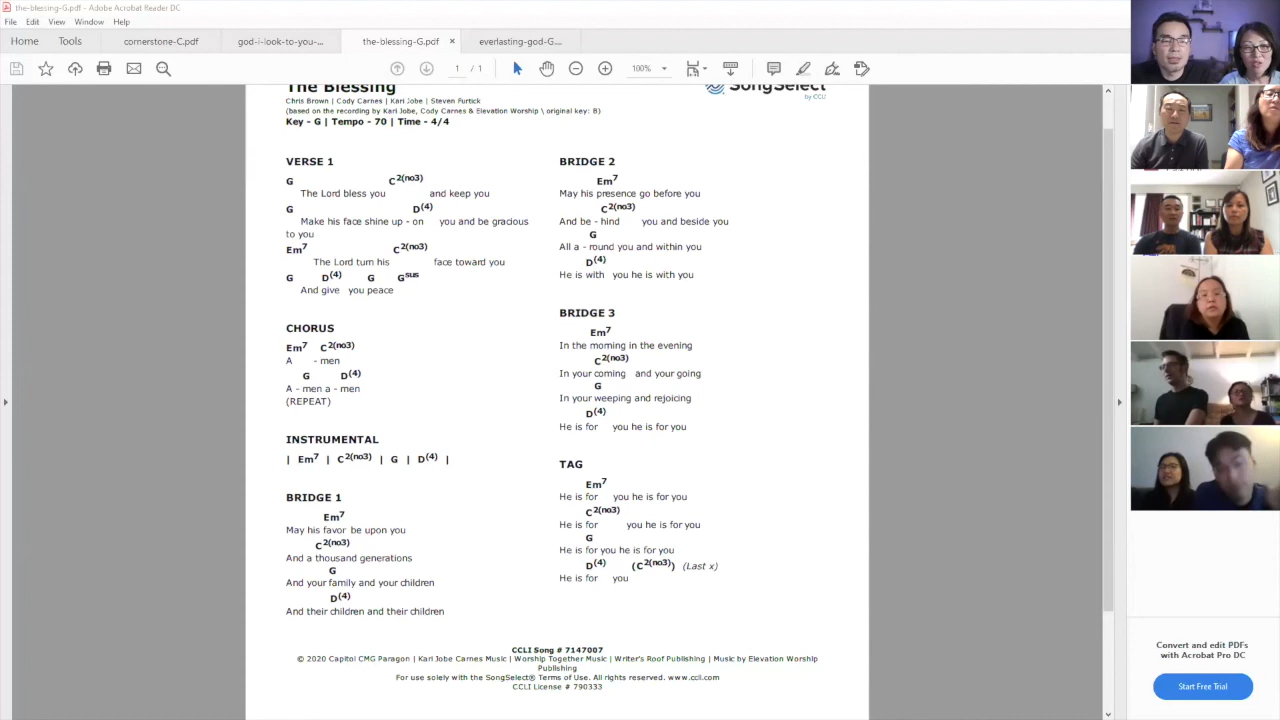 the-blessing-G.pdf - Adobe Acrobat Reader DC
File Edit View Window Help
Home Tools cornerstone-C.pdf god-i-look-to-you-... the-blessing-G.pdf × everlasting-god-G....
1 / 1 100%
The Blessing
SongSelect
by CCLI
Chris Brown | Cody Carnes | Kari Jobe | Steven Furtick
(based on the recording by Kari Jobe, Cody Carnes & Elevation Worship \ original key: B)
Key - G | Tempo - 70 | Time - 4/4
VERSE 1
G C2(no3)
The Lord bless you and keep you
G D(4)
Make his face shine up - on you and be gracious
to you
Em7 C2(no3)
The Lord turn his face toward you
G D(4) G Gsus
And give you peace
CHORUS
Em7 C2(no3)
A - men
G D(4)
A - men a - men
(REPEAT)
INSTRUMENTAL
| Em7 | C2(no3) | G | D(4) |
BRIDGE 1
Em7
May his favor be upon you
C2(no3)
And a thousand generations
G
And your family and your children
D(4)
And their children and their children
BRIDGE 2
Em7
May his presence go before you
C2(no3)
And be - hind you and beside you
G
All a - round you and within you
D(4)
He is with you he is with you
BRIDGE 3
Em7
In the morning in the evening
C2(no3)
In your coming and your going
G
In your weeping and rejoicing
D(4)
He is for you he is for you
TAG
Em7
He is for you he is for you
C2(no3)
He is for you he is for you
G
He is for you he is for you
D(4) (C2(no3)) (Last x)
He is for you
CCLI Song # 7147007
© 2020 Capitol CMG Paragon | Kari Jobe Carnes Music | Worship Together Music | Writer's Roof Publishing | Music by Elevation Worship
Publishing
For use solely with the SongSelect® Terms of Use. All rights reserved. www.ccli.com
CCLI License # 790333
Convert and edit PDFs
with Acrobat Pro DC
Start Free Trial